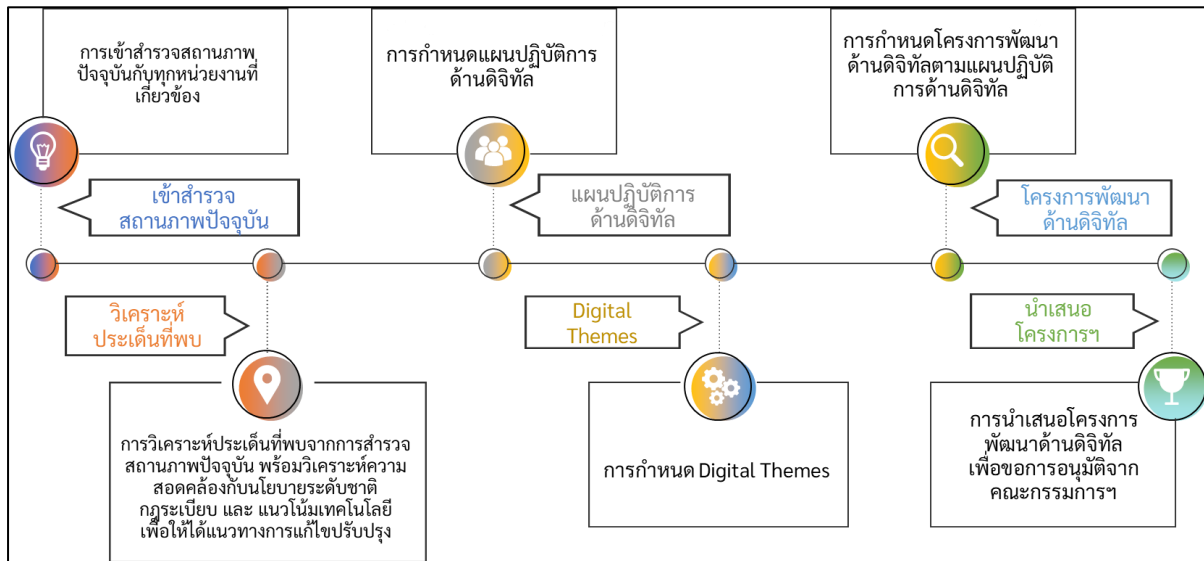 การเข้าสำรวจสถานภาพ
ปัจจุบันกับทุกหน่วยงานที่
เกี่ยวข้อง
การกำหนดแผนปฏิบัติการ
ด้านดิจิทัล
การกำหนดโครงการพัฒนา
ด้านดิจิทัลตามแผนปฏิบัติ
การด้านดิจิทัล
เข้าสำรวจ
สถานภาพปัจจุบัน
แผนปฏิบัติการ
ด้านดิจิทัล
โครงการพัฒนา
ด้านดิจิทัล
วิเคราะห์
ประเด็นที่พบ
Digital
Themes
นำเสนอ
โครงการฯ
การวิเคราะห์ประเด็นที่พบจากการสำรวจ
สถานภาพปัจจุบัน พร้อมวิเคราะห์ความ
สอดคล้องกับนโยบายระดับชาติ
กฎระเบียบ และ แนวโน้มเทคโนโลยี
เพื่อให้ได้แนวทางการแก้ไขปรับปรุง
การกำหนด Digital Themes
การนำเสนอโครงการ
พัฒนาด้านดิจิทัล
เพื่อขอการอนุมัติจาก
คณะกรรมการฯ